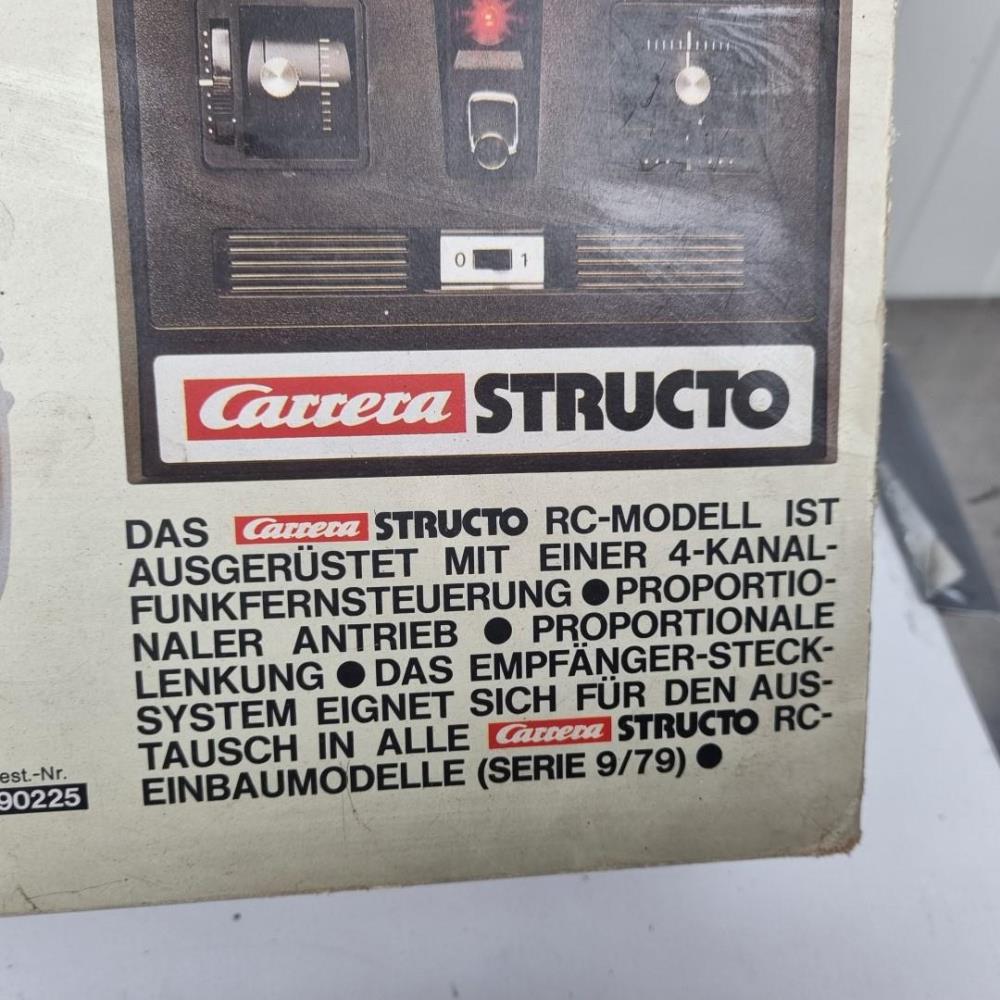 0 1
Carrera STRUCTO
DAS Carrera STRUCTO RC-MODELL IST
AUSGERÜSTET MIT EINER 4-KANAL-
FUNKFERNSTEUERUNG ● PROPORTIO-
NALER ANTRIEB ● PROPORTIONALE
LENKUNG ● DAS EMPFÄNGER-STECK-
SYSTEM EIGNET SICH FÜR DEN AUS-
TAUSCH IN ALLE Carrera STRUCTO RC-
EINBAUMODELLE (SERIE 9/79) ●
est.-Nr.
90225